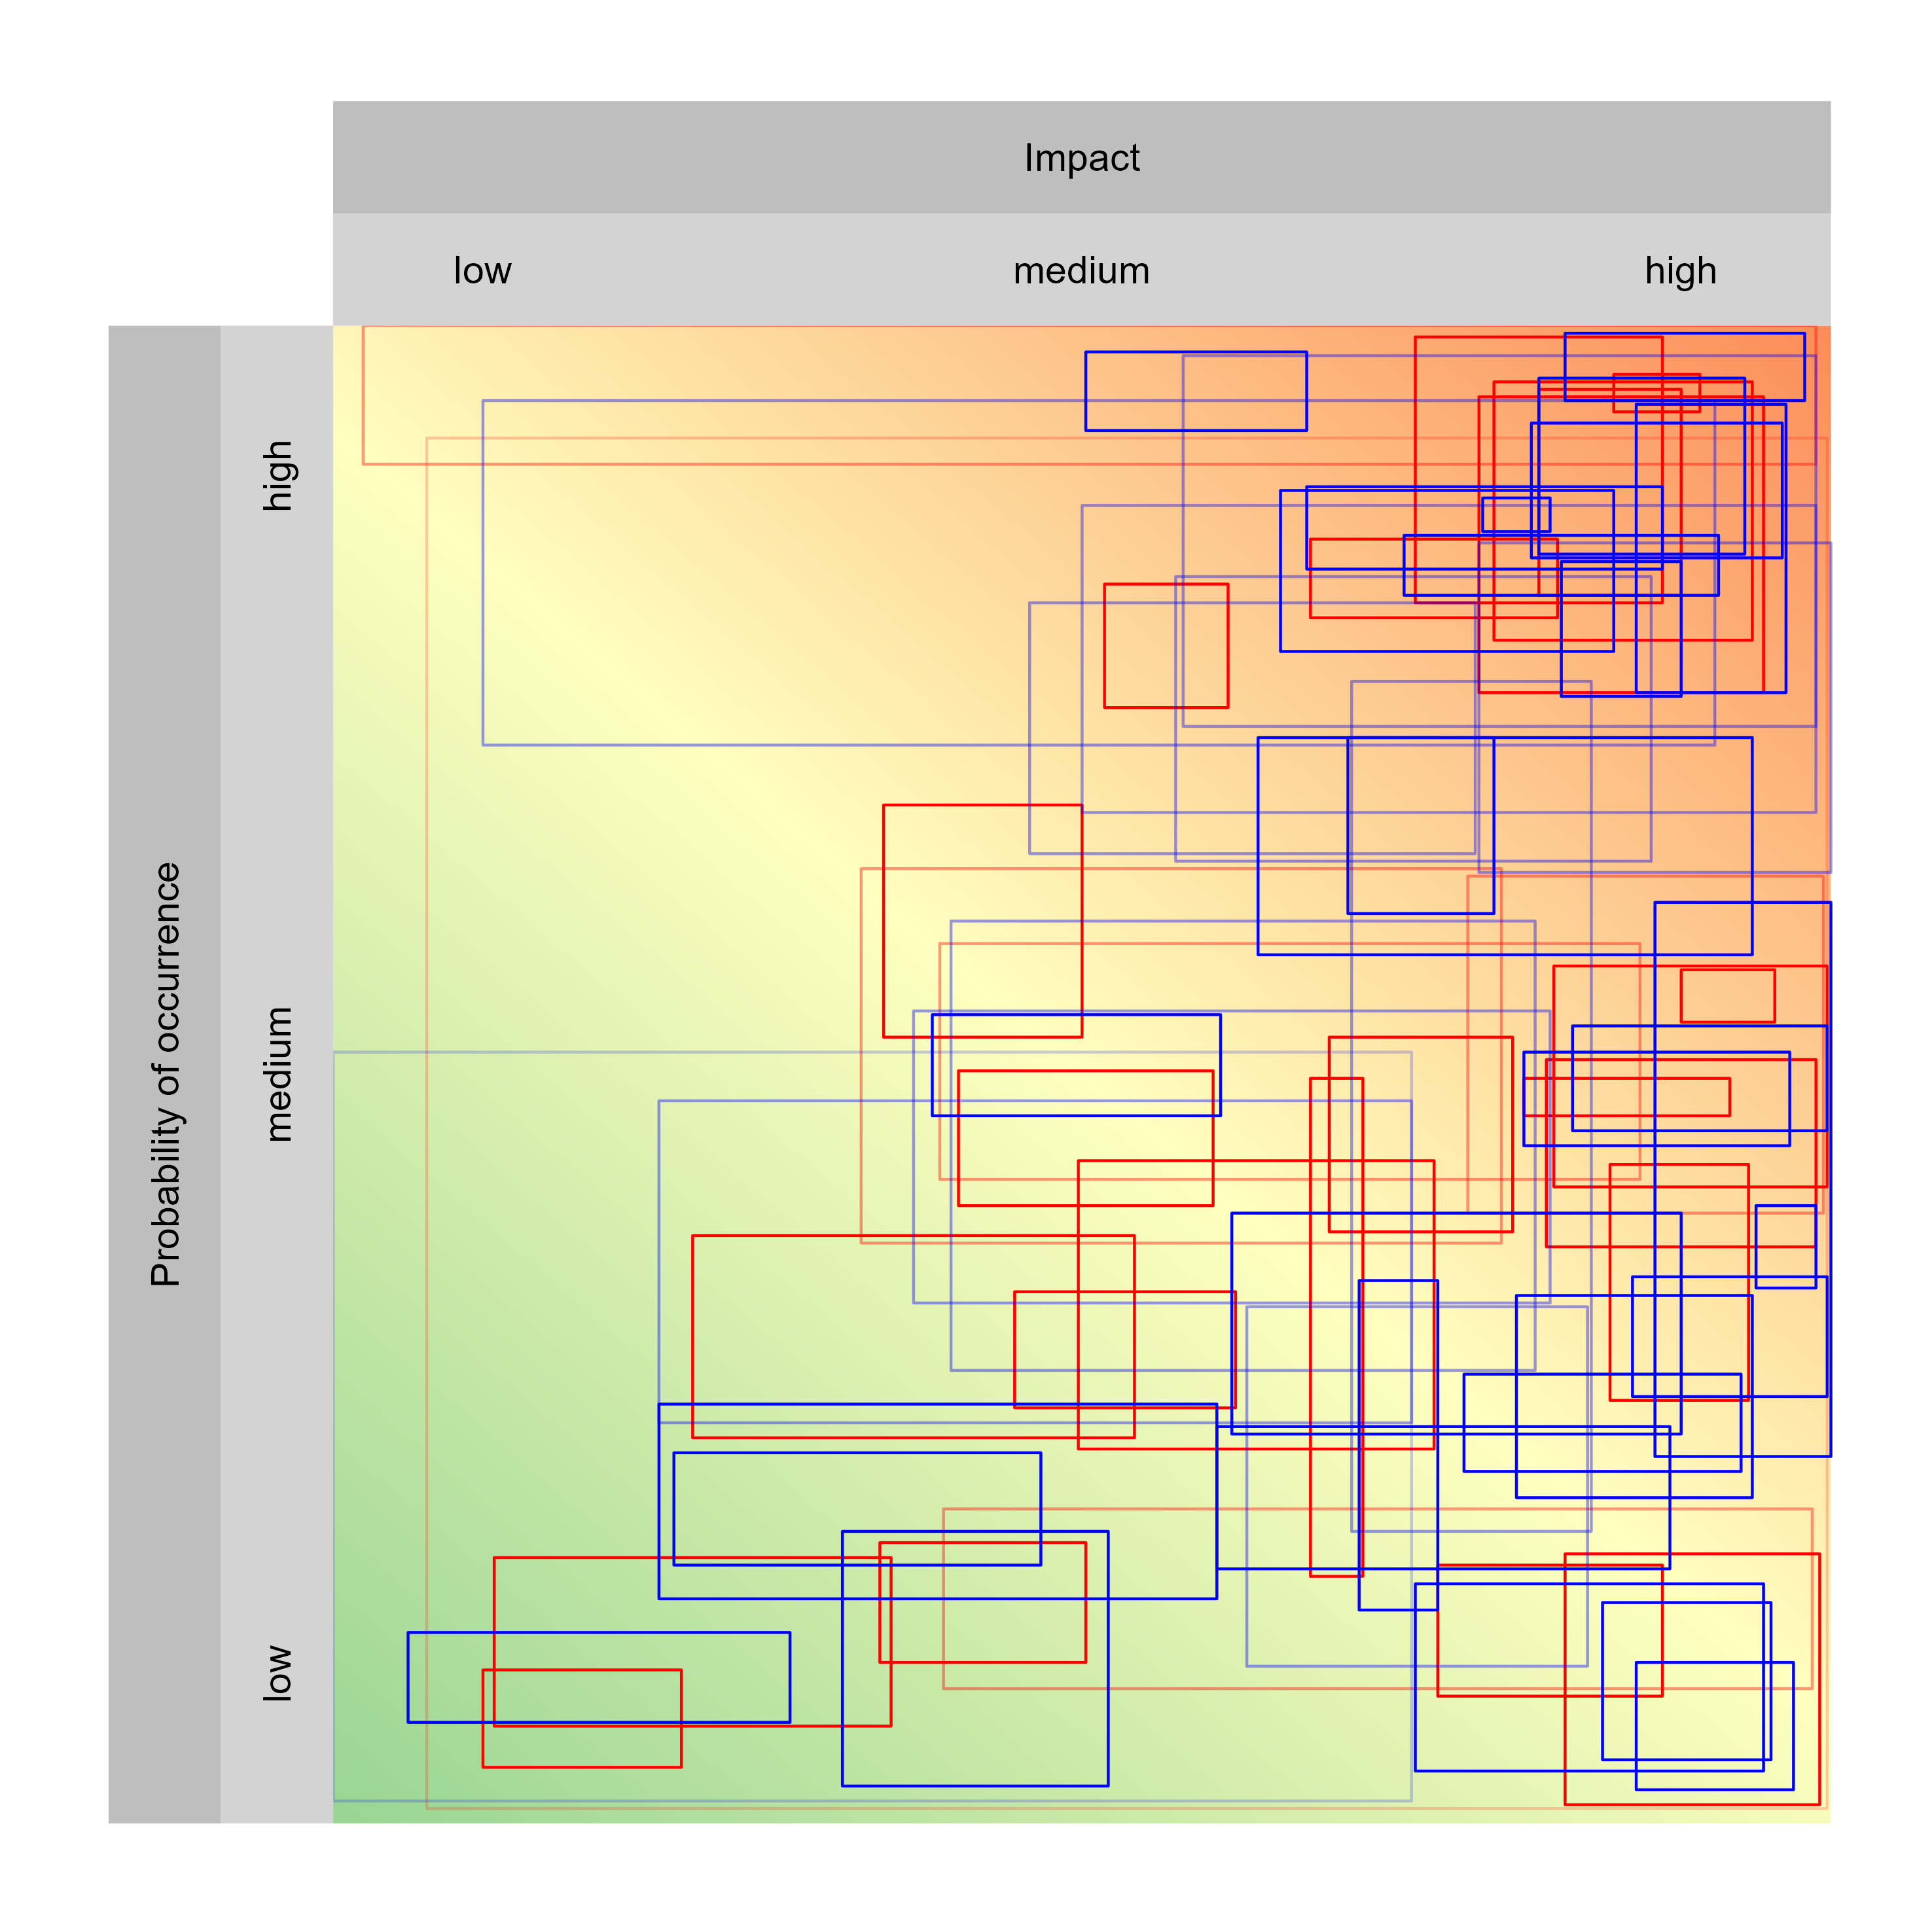 Impact
low
medium
high
Probability of occurrence
high
medium
low